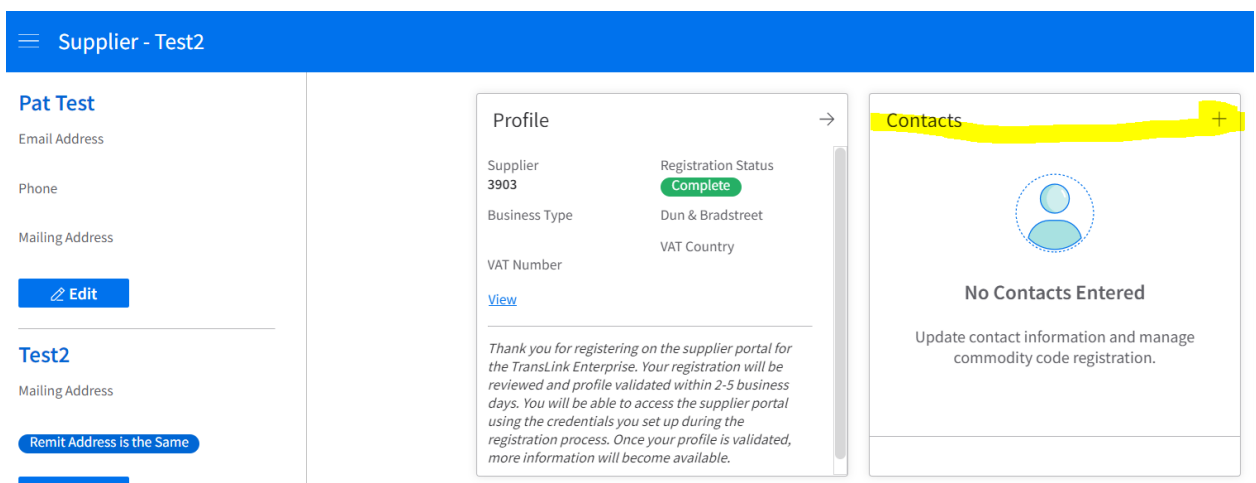 Supplier - Test2
Pat Test
Email Address
Phone
Mailing Address
Edit
Test2
Mailing Address
Remit Address is the Same
Profile
Supplier
3903
Registration Status
Complete
Business Type
Dun & Bradstreet
VAT Country
VAT Number
View
Thank you for registering on the supplier portal for
the TransLink Enterprise. Your registration will be
reviewed and profile validated within 2-5 business
days. You will be able to access the supplier portal
using the credentials you set up during the
registration process. Once your profile is validated,
more information will become available.
Contacts
No Contacts Entered
Update contact information and manage
commodity code registration.